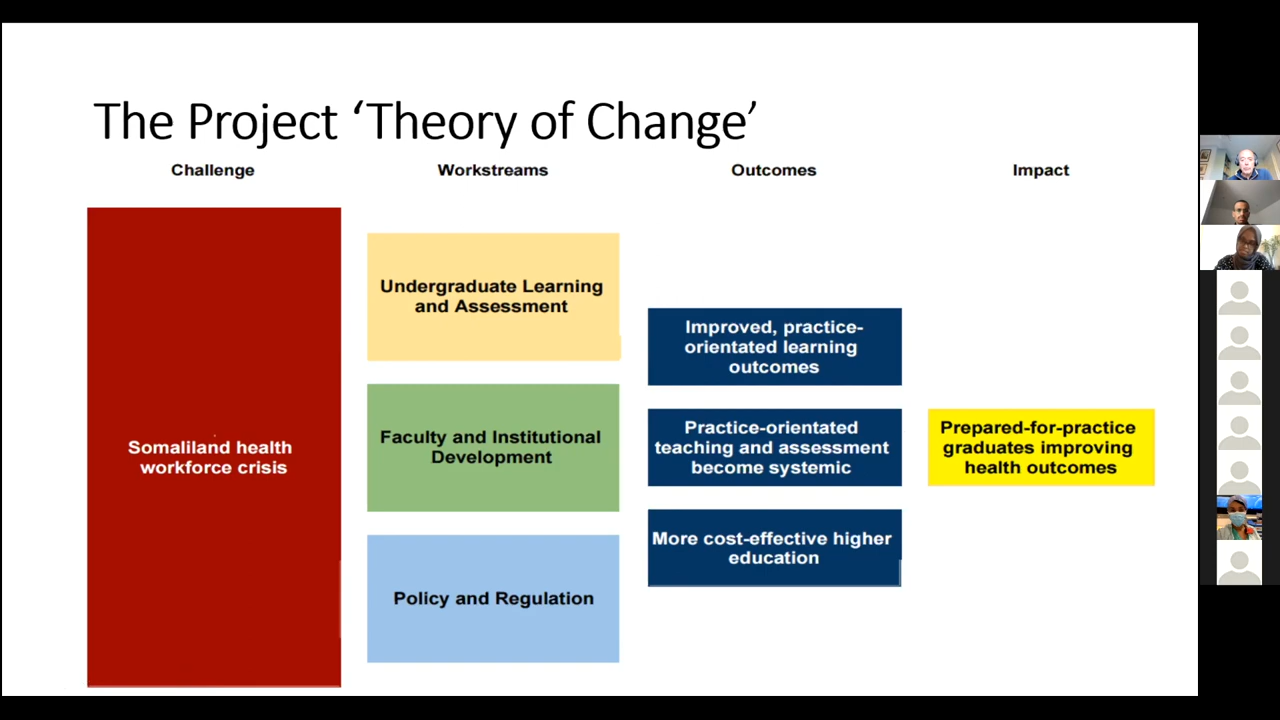 The Project ‘Theory of Change’
Challenge
Workstreams
Outcomes
Impact
Somaliland health
workforce crisis
Undergraduate Learning
and Assessment
Faculty and Institutional
Development
Policy and Regulation
Improved, practice-
orientated learning
outcomes
Practice-orientated
teaching and assessment
become systemic
More cost-effective higher
education
Prepared-for-practice
graduates improving
health outcomes